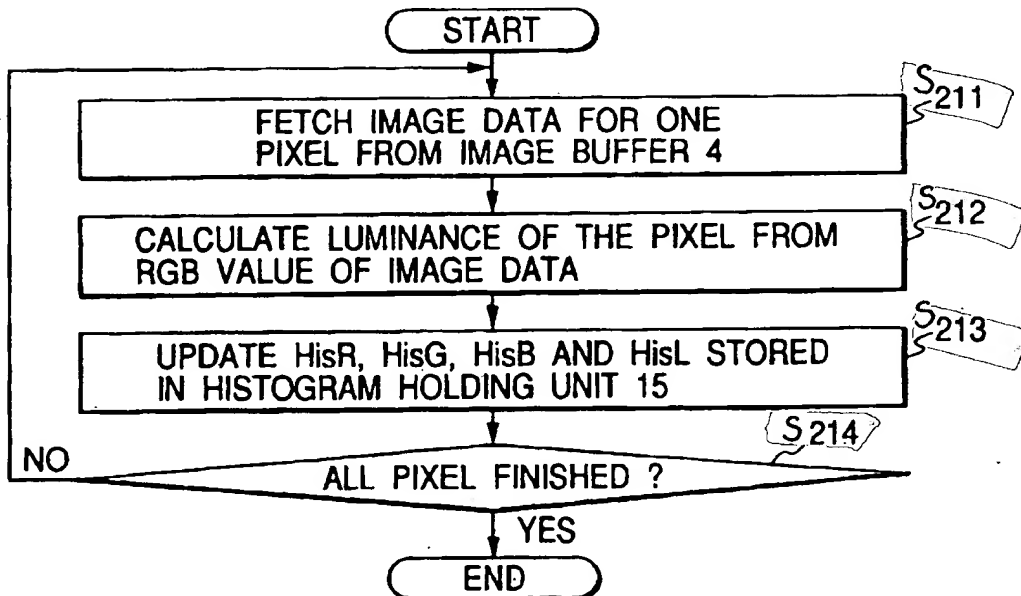 START
S211
FETCH IMAGE DATA FOR ONE
PIXEL FROM IMAGE BUFFER 4
S212
CALCULATE LUMINANCE OF THE PIXEL FROM
RGB VALUE OF IMAGE DATA
S213
UPDATE HisR, HisG, HisB AND HisL STORED
IN HISTOGRAM HOLDING UNIT 15
S214
NO
ALL PIXEL FINISHED ?
YES
END